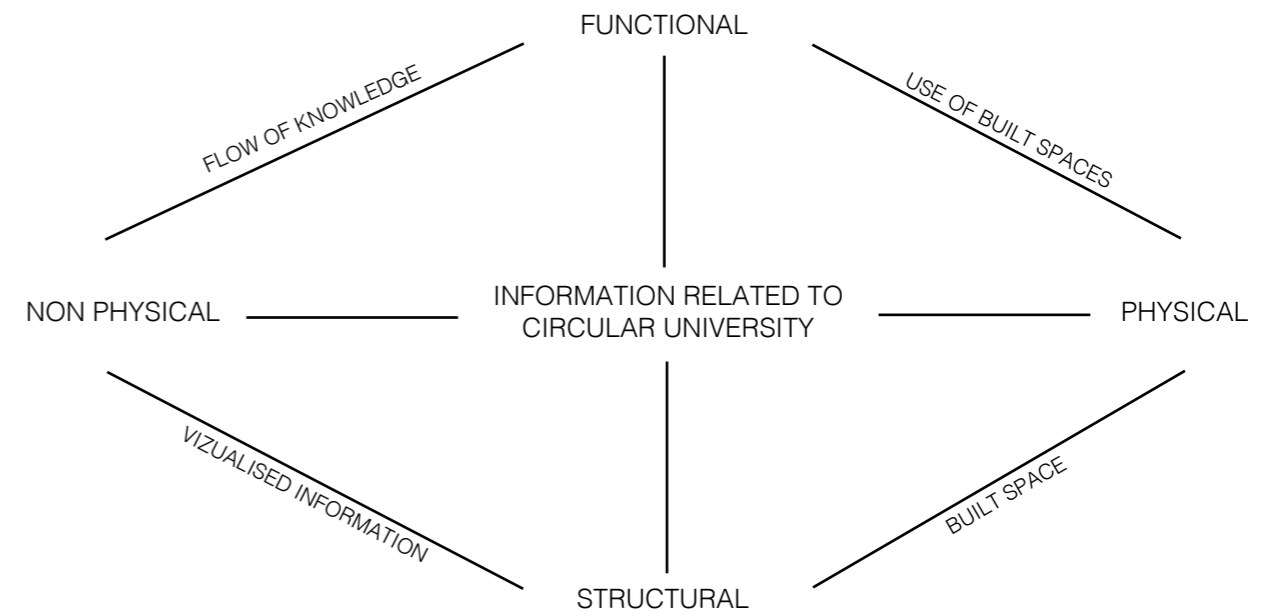 FUNCTIONAL
FLOW OF KNOWLEDGE
USE OF BUILT SPACES
NON PHYSICAL
INFORMATION RELATED TO
CIRCULAR UNIVERSITY
PHYSICAL
VIZUALISED INFORMATION
BUILT SPACE
STRUCTURAL